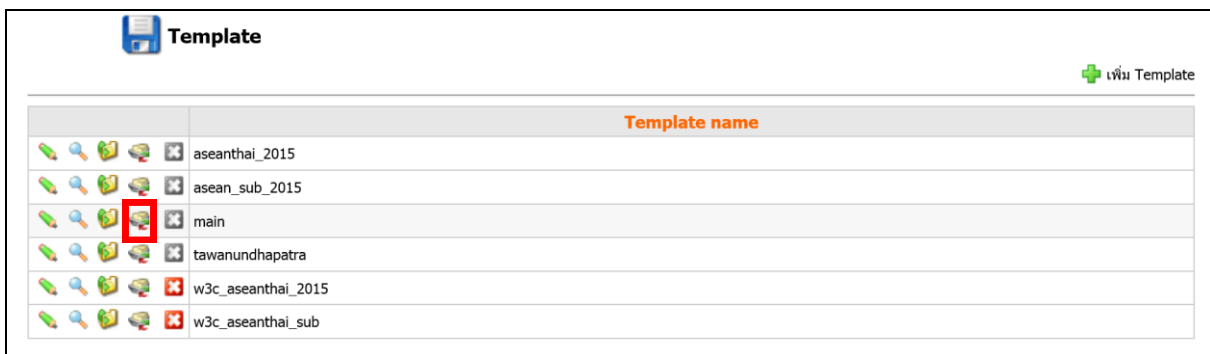 Template
เพิ่ม Template
Template name
aseanthai_2015
asean_sub_2015
main
tawanundhapatra
w3c_aseanthai_2015
w3c_aseanthai_sub